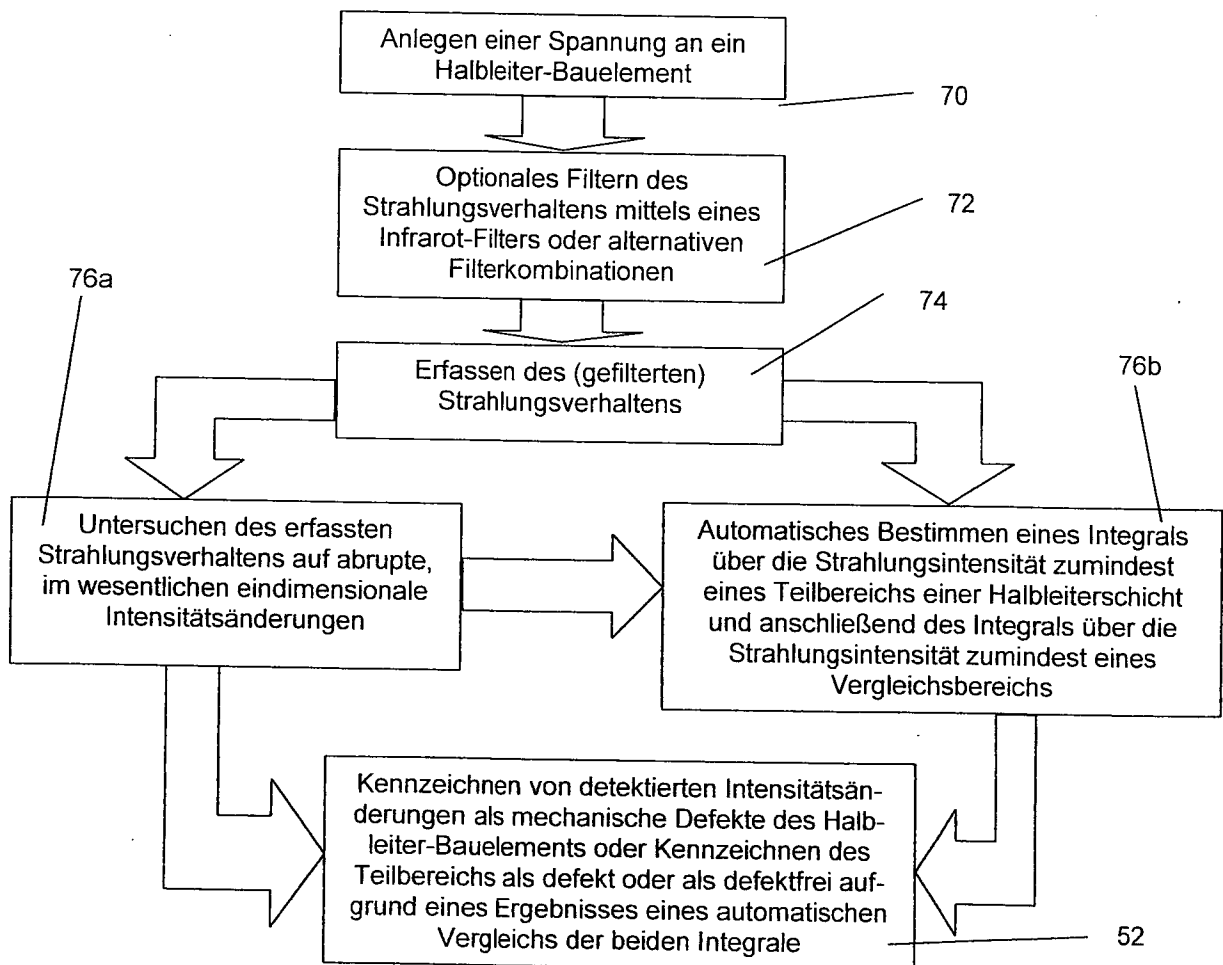 Anlegen einer Spannung an ein
Halbleiter-Bauelement
70
Optionales Filtern des
Strahlungsverhaltens mittels eines
Infrarot-Filters oder alternativen
Filterkombinationen
72
76a
74
Erfassen des (gefilterten)
Strahlungsverhaltens
76b
Untersuchen des erfassten
Strahlungsverhaltens auf abrupte,
im wesentlichen eindimensionale
Intensitätsänderungen
Automatisches Bestimmen eines Integrals
über die Strahlungsintensität zumindest
eines Teilbereichs einer Halbleiterschicht
und anschließend des Integrals über die
Strahlungsintensität zumindest eines
Vergleichsbereichs
Kennzeichnen von detektierten Intensitätsän-
derungen als mechanische Defekte des Halb-
leiter-Bauelements oder Kennzeichnen des
Teilbereichs als defekt oder als defektfrei auf-
grund eines Ergebnisses eines automatischen
Vergleichs der beiden Integrale
52